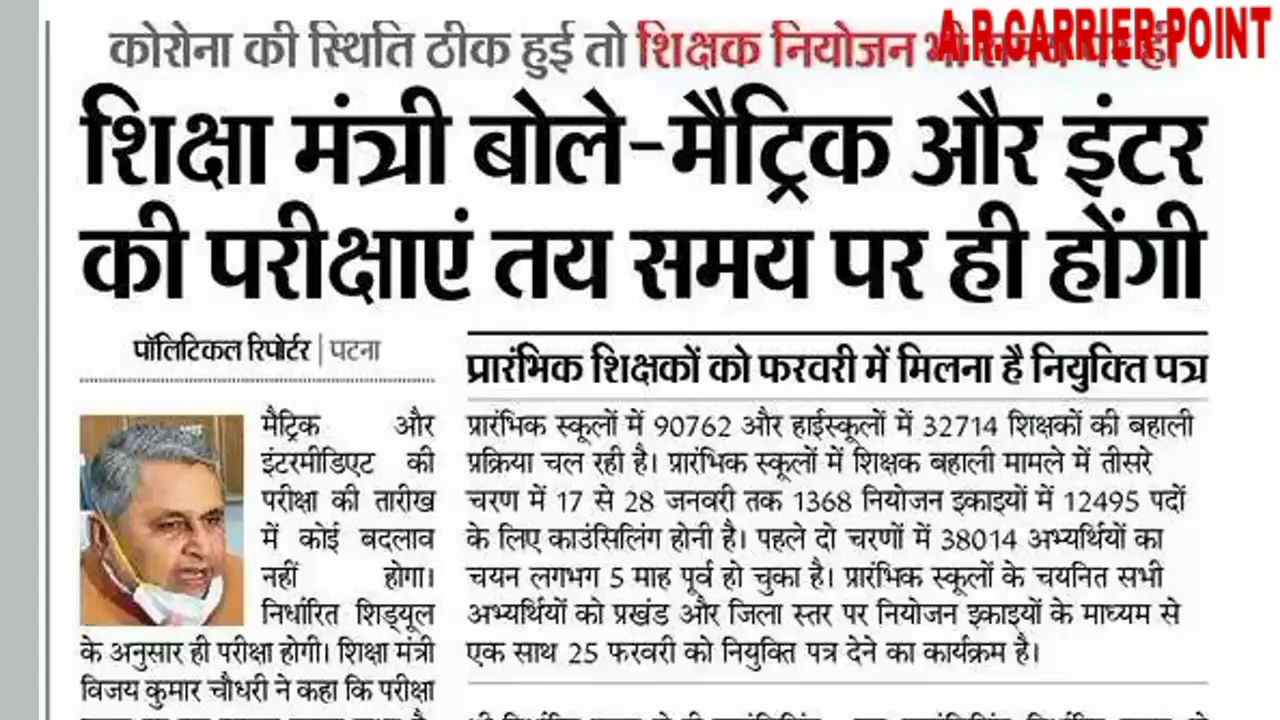 A.R.CARRIER POINT
कोरोना की स्थिति ठीक हुई तो शिक्षक नियोजन
शिक्षा मंत्री बोले-मैट्रिक और इंटर
की परीक्षाएं तय समय पर ही होंगी
पॉलिटिकल रिपोर्टर | पटना
मैट्रिक और
इंटरमीडिएट की
परीक्षा की तारीख
में कोई बदलाव
नहीं होगा।
निर्धारित शिड्यूल
के अनुसार ही परीक्षा होगी। शिक्षा मंत्री
विजय कुमार चौधरी ने कहा कि परीक्षा
प्रारंभिक शिक्षकों को फरवरी में मिलना है नियुक्ति पत्र
प्रारंभिक स्कूलों में 90762 और हाईस्कूलों में 32714 शिक्षकों की बहाली
प्रक्रिया चल रही है। प्रारंभिक स्कूलों में शिक्षक बहाली मामले में तीसरे
चरण में 17 से 28 जनवरी तक 1368 नियोजन इकाइयों में 12495 पदों
के लिए काउंसिलिंग होनी है। पहले दो चरणों में 38014 अभ्यर्थियों का
चयन लगभग 5 माह पूर्व हो चुका है। प्रारंभिक स्कूलों के चयनित सभी
अभ्यर्थियों को प्रखंड और जिला स्तर पर नियोजन इकाइयों के माध्यम से
एक साथ 25 फरवरी को नियुक्ति पत्र देने का कार्यक्रम है।